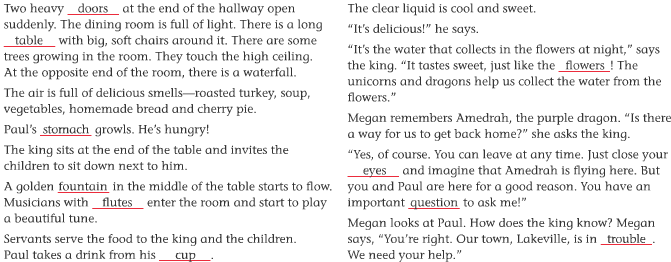 Two heavy doors at the end of the hallway open
suddenly. The dining room is full of light. There is a long
table with big, soft chairs around it. There are some
trees growing in the room. They touch the high ceiling.
At the opposite end of the room, there is a waterfall.
The air is full of delicious smells—roasted turkey, soup,
vegetables, homemade bread and cherry pie.
Paul's stomach growls. He's hungry!
The king sits at the end of the table and invites the
children to sit down next to him.
A golden fountain in the middle of the table starts to flow.
Musicians with flutes enter the room and start to play
a beautiful tune.
Servants serve the food to the king and the children.
Paul takes a drink from his cup.
The clear liquid is cool and sweet.
"It's delicious!" he says.
"It's the water that collects in the flowers at night," says
the king. "It tastes sweet, just like the flowers! The
unicorns and dragons help us collect the water from the
flowers."
Megan remembers Amedrah, the purple dragon. "Is there
a way for us to get back home?" she asks the king.
"Yes, of course. You can leave at any time. Just close your
eyes and imagine that Amedrah is flying here. But
you and Paul are here for a good reason. You have an
important question to ask me!"
Megan looks at Paul. How does the king know? Megan
says, "You're right. Our town, Lakeville, is in trouble.
We need your help."